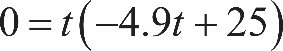 0 = t(−4.9t + 25)